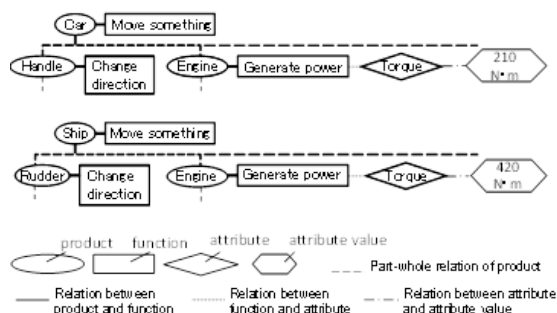 Car Move something
Handle Change direction Engine Generate power Torque 210 N•m
Ship Move something
Rudder Change direction Engine Generate power Torque 420 N•m
product function attribute attribute value
Part-whole relation of product
Relation between product and function
Relation between function and attribute
Relation between attribute and attribute value